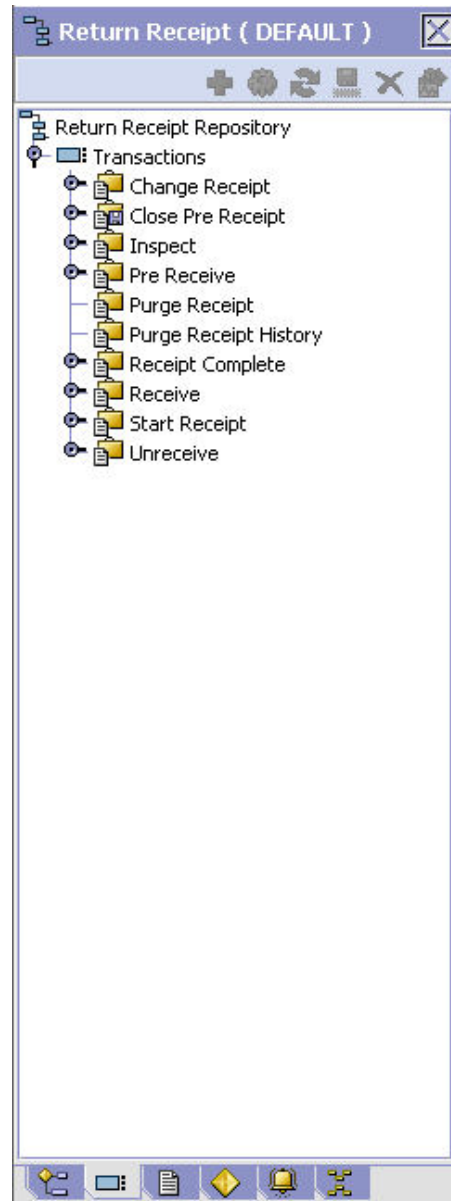 Return Receipt ( DEFAULT )
Return Receipt Repository
Transactions
Change Receipt
Close Pre Receipt
Inspect
Pre Receive
Purge Receipt
Purge Receipt History
Receipt Complete
Receive
Start Receipt
Unreceive